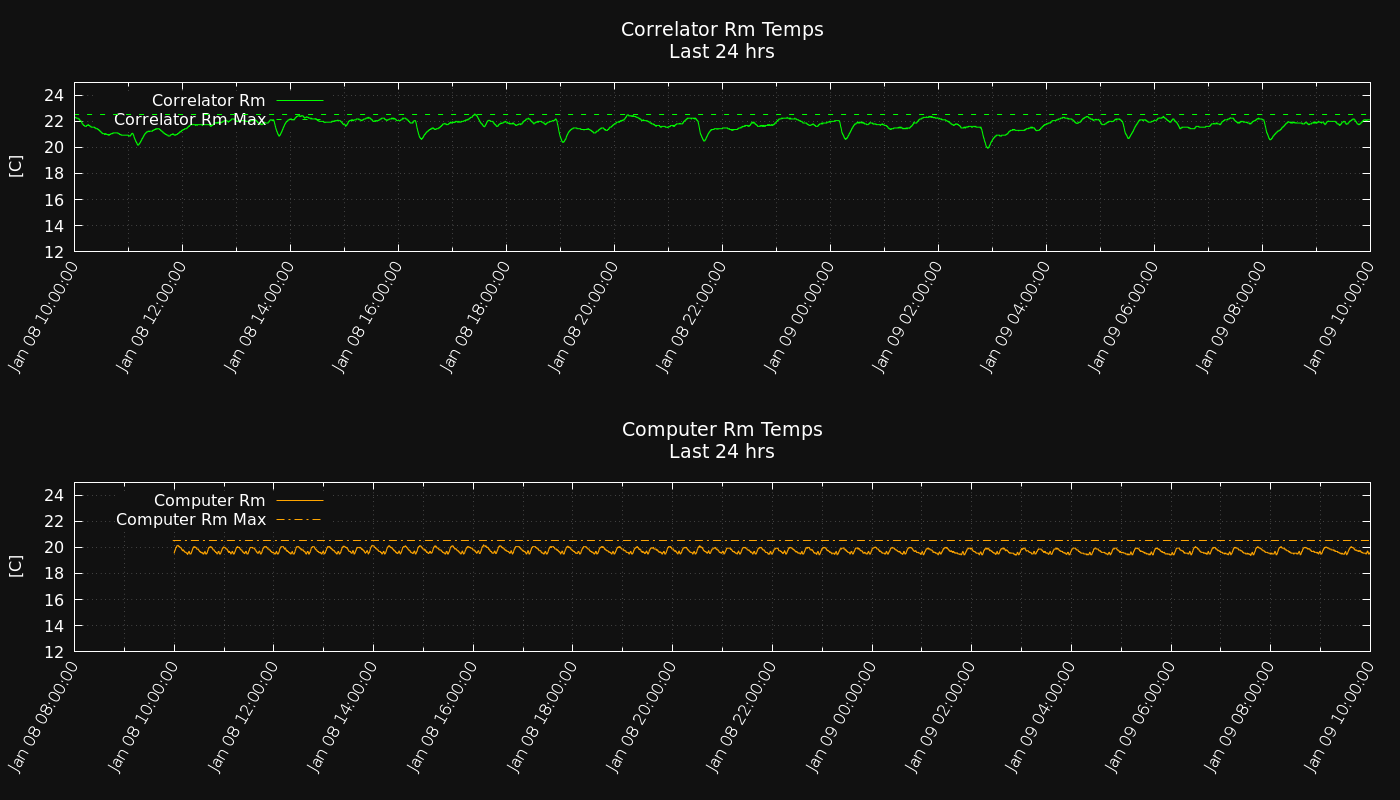 Correlator Rm Temps
Last 24 hrs
Correlator Rm
Correlator Rm Max
[C]
24
22
20
18
16
14
12
Jan 08 10:00:00
Jan 08 12:00:00
Jan 08 14:00:00
Jan 08 16:00:00
Jan 08 18:00:00
Jan 08 20:00:00
Jan 08 22:00:00
Jan 09 00:00:00
Jan 09 02:00:00
Jan 09 04:00:00
Jan 09 06:00:00
Jan 09 08:00:00
Jan 09 10:00:00
Computer Rm Temps
Last 24 hrs
Computer Rm
Computer Rm Max
[C]
24
22
20
18
16
14
12
Jan 08 08:00:00
Jan 08 10:00:00
Jan 08 12:00:00
Jan 08 14:00:00
Jan 08 16:00:00
Jan 08 18:00:00
Jan 08 20:00:00
Jan 08 22:00:00
Jan 09 00:00:00
Jan 09 02:00:00
Jan 09 04:00:00
Jan 09 06:00:00
Jan 09 08:00:00
Jan 09 10:00:00